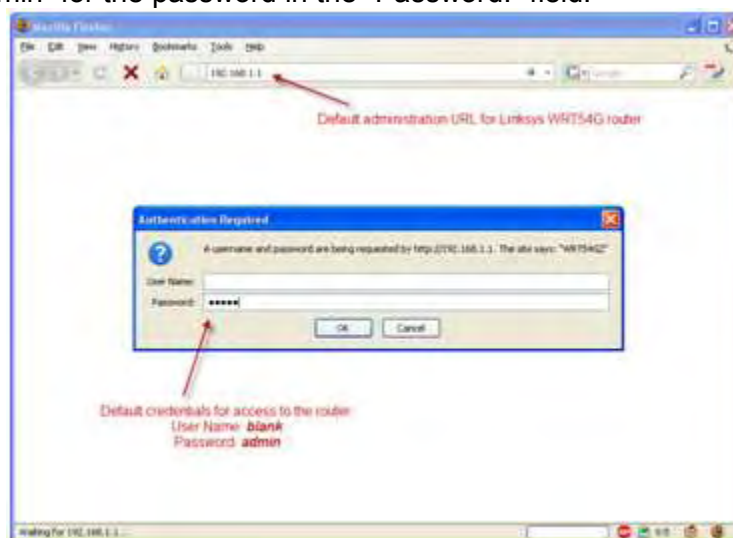 min" for the password in the "Password:" field.
Mozilla Firefox
File Edit View History Bookmarks Tools Help
192.168.1.1
Default administration URL for Linksys WRT54G router
Authentication Required
A username and password are being requested by http://192.168.1.1. The site says: "WRT54G2"
User Name:
Password:
OK Cancel
Default credentials for access to the router
User Name: blank
Password: admin
Waiting for 192.168.1.1...